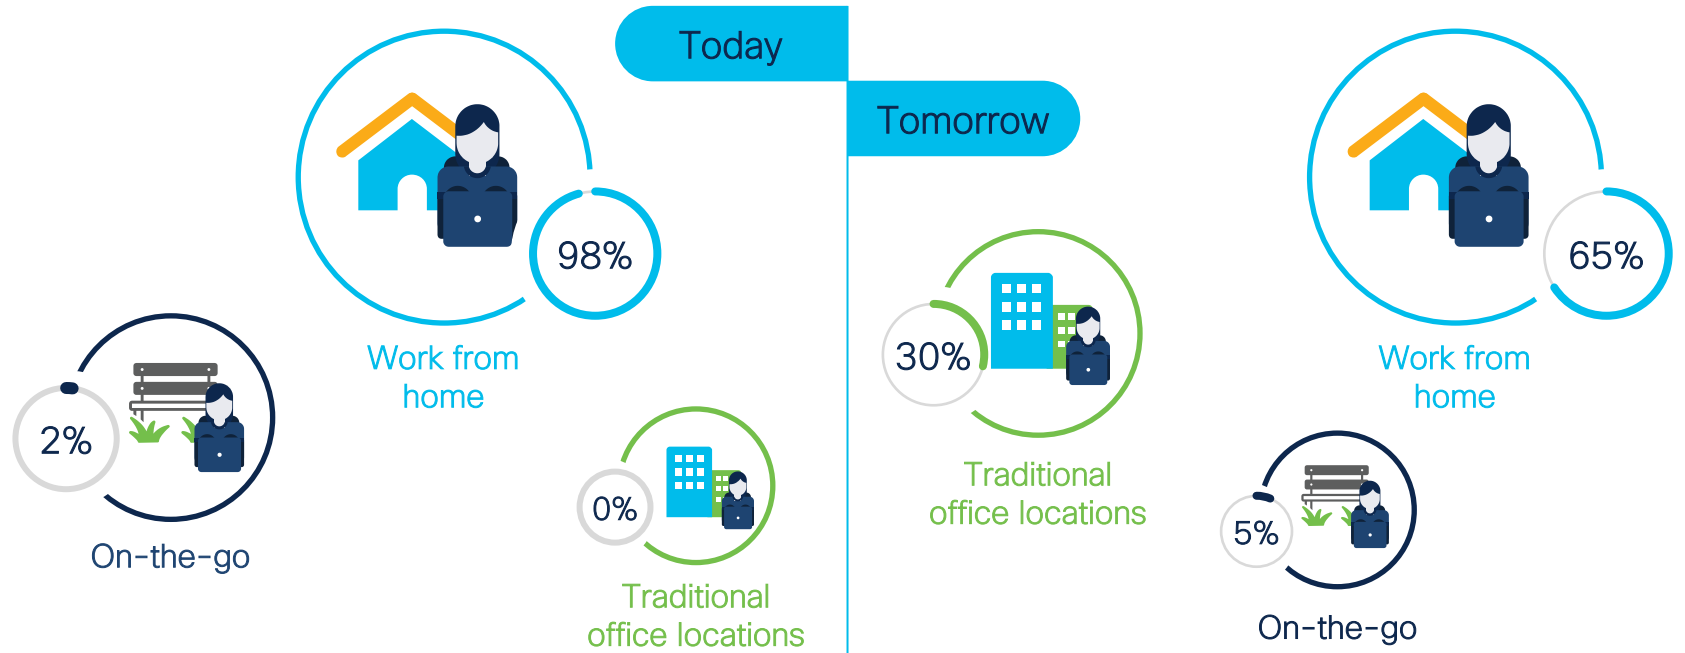 Today
98%
Work from
home
2%
On-the-go
0%
Traditional
office locations
Tomorrow
65%
Work from
home
30%
Traditional
office locations
5%
On-the-go